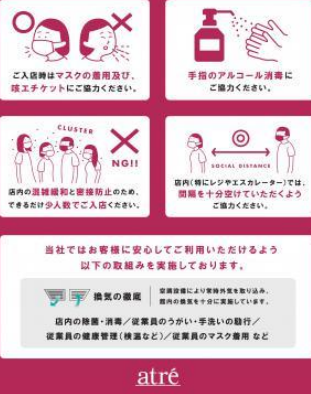 ご入店時はマスクの着用及び、
咳エチケットにご協力ください。
手指のアルコール消毒に
ご協力ください。
CLUSTER
NG!!
店内の混雑緩和と密接防止のため、
できるだけ少人数でご入店ください。
SOCIAL DISTANCE
店内(特にレジやエスカレーター)では、
間隔を十分空けていただくよう
ご協力ください。
当社ではお客様に安心してご利用いただけるよう
以下の取組みを実施しております。
換気の徹底
空調設備により常時外気を取り込み、
館内の換気を十分に実施しています。
店内の除菌・消毒/従業員のうがい・手洗いの励行/
従業員の健康管理(検温など)/従業員のマスク着用 など
atré